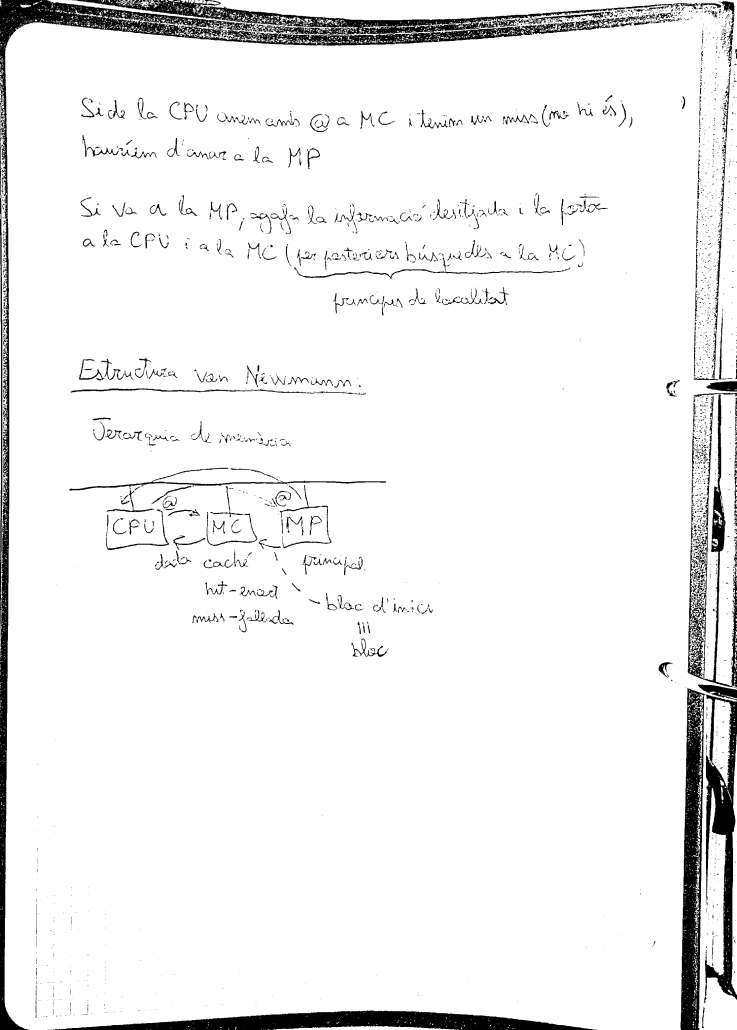 Si de la CPU anem amb @ a MC i tenim un miss (no hi és),
hauríem d'anar a la MP
Si va a la MP, agafa la informació desitjada i la porta
a la CPU i a la MC (per posteriors búsquedes a la MC)
principis de localitat
Estructura von Newmann:
Jerarquia de memòria
@ @
CPU MC MP
data caché principal
hit-encert
miss-fallada
bloc d'inici
≡
bloc